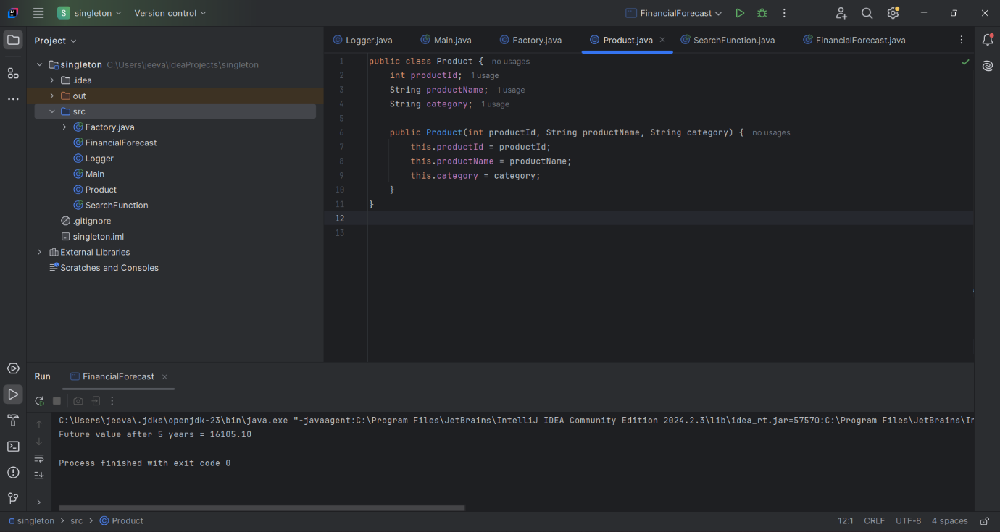 S singleton Version control FinancialForecast
Project
Logger.java Main.java Factory.java Product.java SearchFunction.java FinancialForecast.java
singleton C:\Users\jeeva\IdeaProjects\singleton
.idea
out
src
Factory.java
FinancialForecast
Logger
Main
Product
SearchFunction
.gitignore
singleton.iml
External Libraries
Scratches and Consoles
1 public class Product { no usages
2 int productId; 1 usage
3 String productName; 1 usage
4 String category; 1 usage
5
6 public Product(int productId, String productName, String category) { no usages
7 this.productId = productId;
8 this.productName = productName;
9 this.category = category;
10 }
11 }
12
13
Run FinancialForecast
C:\Users\jeeva\.jdks\openjdk-23\bin\java.exe "-javaagent:C:\Program Files\JetBrains\IntelliJ IDEA Community Edition 2024.2.3\lib\idea_rt.jar=57570:C:\Program Files\JetBrains\In
Future value after 5 years = 16105.10
Process finished with exit code 0
singleton src Product 12:1 CRLF UTF-8 4 spaces